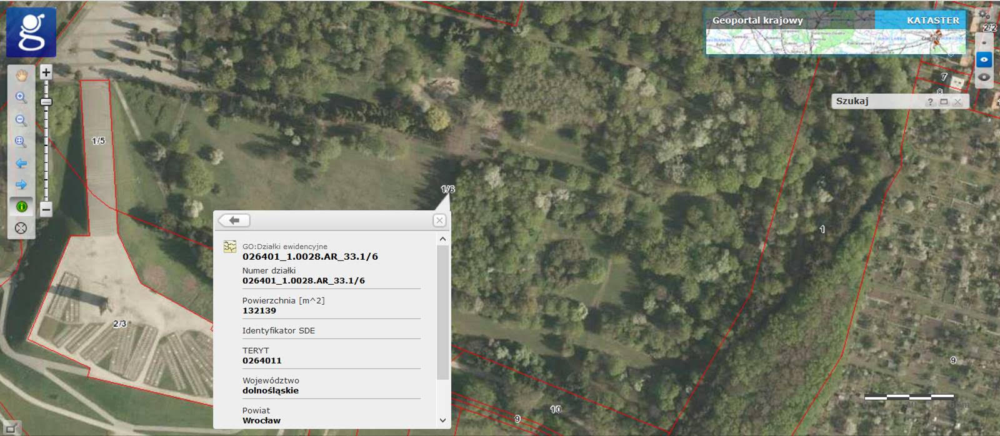 Geoportal krajowy KATASTER
2/2
7
8
Szukaj ?
1/5
1/6
1
GO:Działki ewidencyjne
026401_1.0028.AR_33.1/6
Numer działki
026401_1.0028.AR_33.1/6
Powierzchnia [m^2]
132139
Identyfikator SDE
TERYT
0264011
Województwo
dolnośląskie
Powiat
Wrocław
2/3
9
10
9